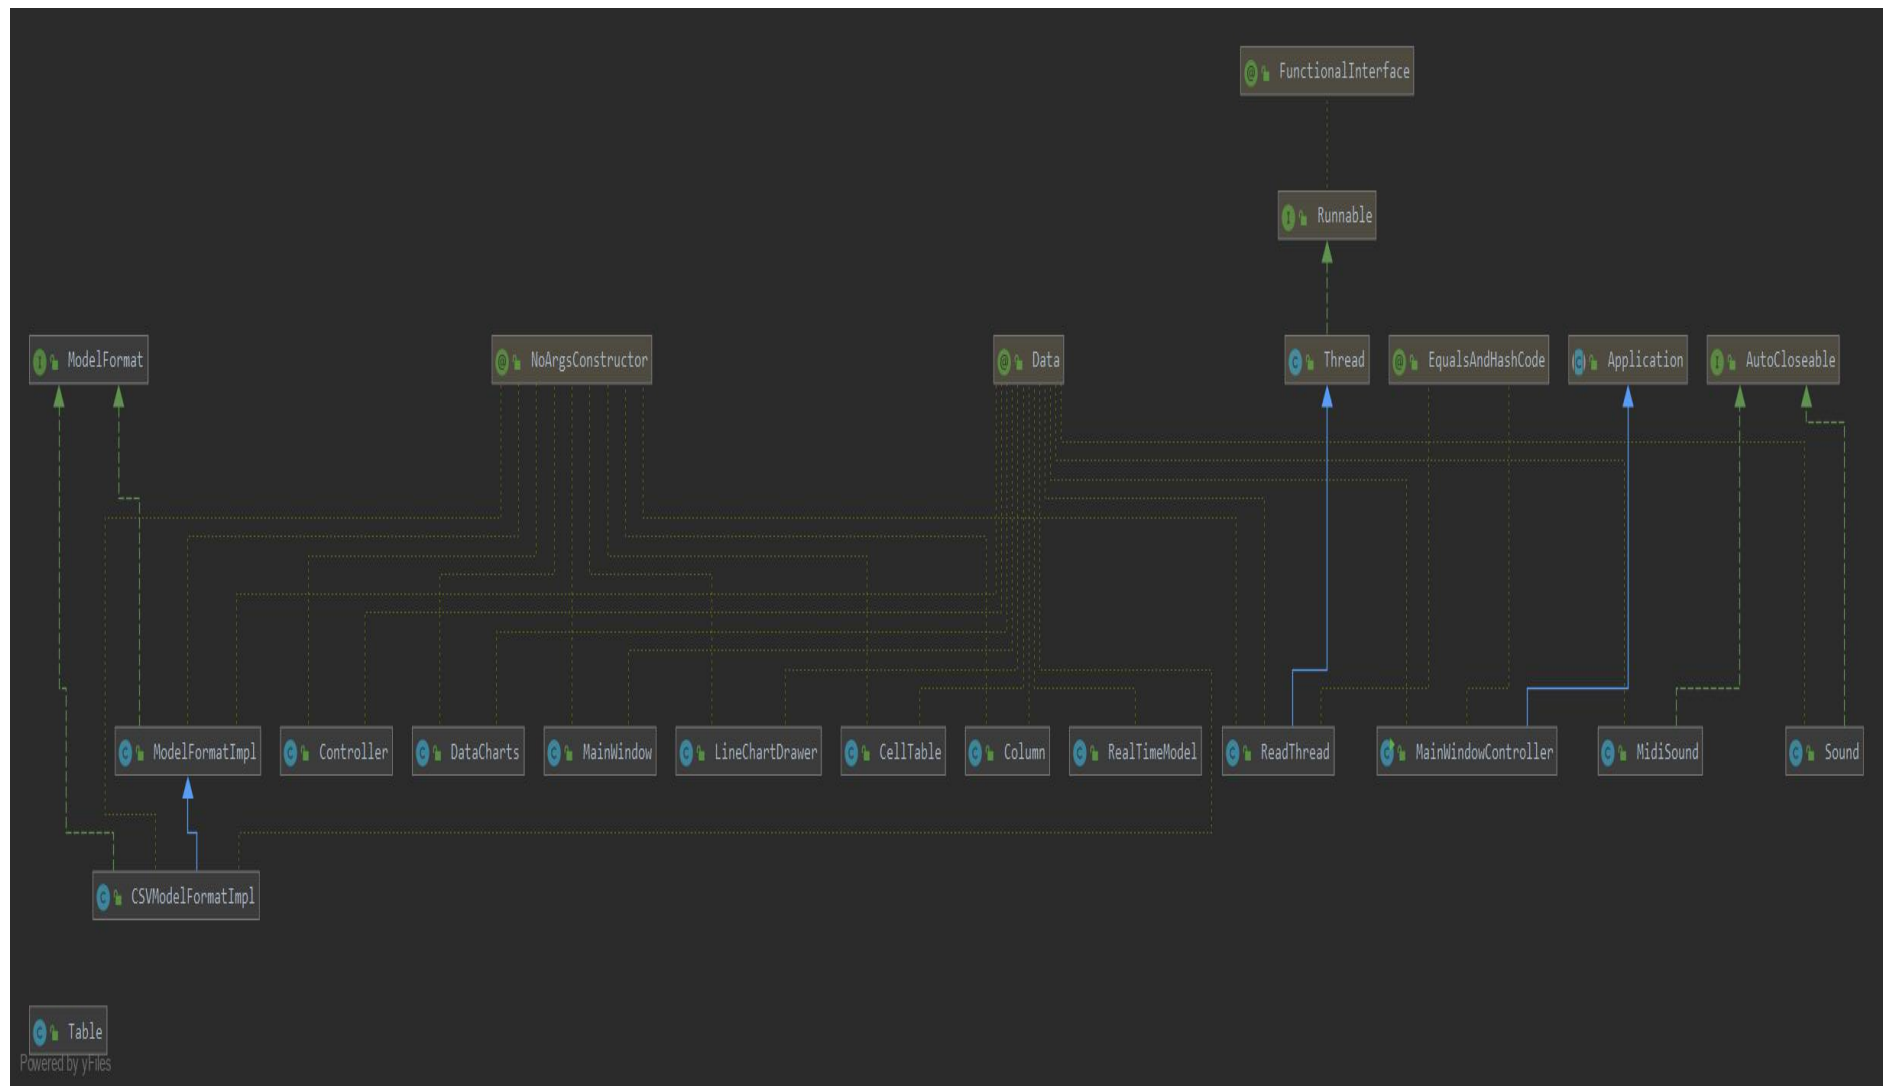 FunctionalInterface
Runnable
ModelFormat
NoArgsConstructor
Data
Thread
EqualsAndHashCode
Application
AutoCloseable
ModelFormatImpl
Controller
DataCharts
MainWindow
LineChartDrawer
CellTable
Column
RealTimeModel
ReadThread
MainWindowController
MidiSound
Sound
CSVModelFormatImpl
Table
Powered by yFiles